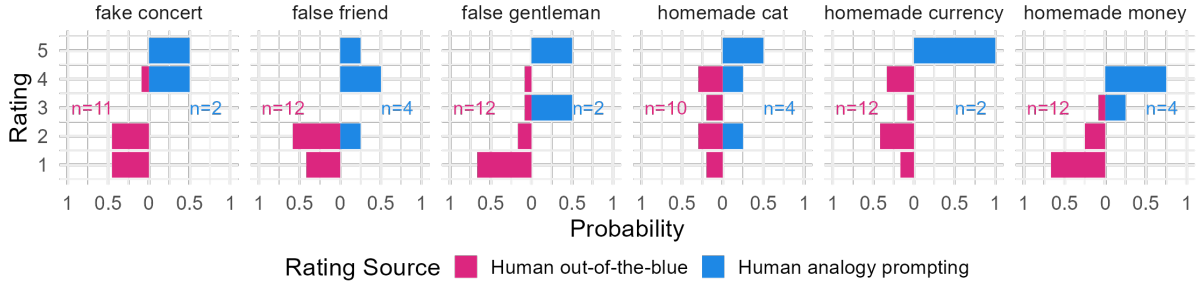 fake concert false friend false gentleman homemade cat homemade currency homemade money
5
4
n=11 n=2 n=12 n=4 n=12 n=2 n=10 n=4 n=12 n=2 n=12 n=4
3
2
1
Rating
1 0.5 0 0.5 1 1 0.5 0 0.5 1 1 0.5 0 0.5 1 1 0.5 0 0.5 1 1 0.5 0 0.5 1 1 0.5 0 0.5 1
Probability
Rating Source Human out-of-the-blue Human analogy prompting